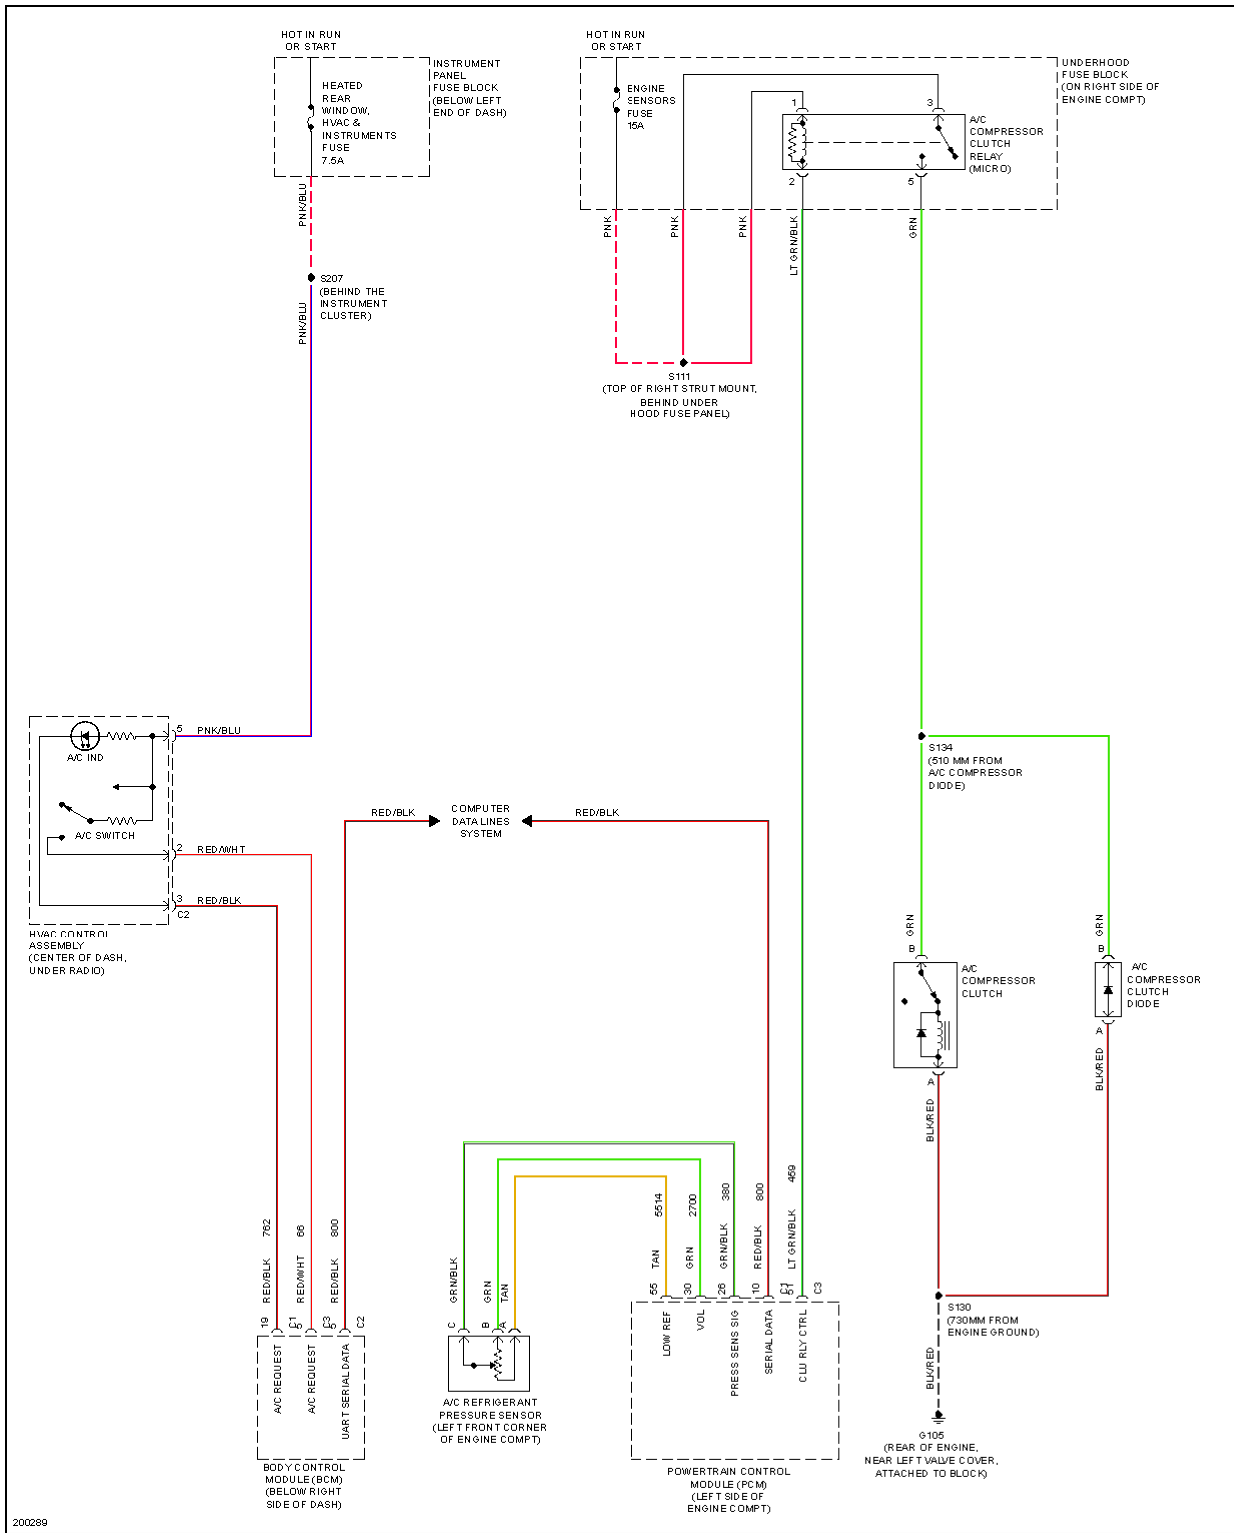 HOT IN RUN
OR START
INSTRUMENT
PANEL
FUSE BLOCK
(BELOW LEFT
END OF DASH)
HEATED
REAR
WINDOW,
HVAC &
INSTRUMENTS
FUSE
7.5A
PNK/BLU
S207
(BEHIND THE
INSTRUMENT
CLUSTER)
PNK/BLU
HOT IN RUN
OR START
UNDERHOOD
FUSE BLOCK
(ON RIGHT SIDE OF
ENGINE COMPT)
ENGINE
SENSORS
FUSE
15A
1
3
A/C
COMPRESSOR
CLUTCH
RELAY
(MICRO)
2
5
PNK
PNK
PNK
LT GRN/BLK
GRN
S111
(TOP OF RIGHT STRUT MOUNT,
BEHIND UNDER
HOOD FUSE PANEL)
5
PNK/BLU
A/C IND
A/C SWITCH
2
RED/WHT
3
RED/BLK
C2
HVAC CONTROL
ASSEMBLY
(CENTER OF DASH,
UNDER RADIO)
RED/BLK
COMPUTER
DATA LINES
SYSTEM
RED/BLK
S134
(510 MM FROM
A/C COMPRESSOR
DIODE)
GRN
GRN
B
A/C
COMPRESSOR
CLUTCH
A
B
A/C
COMPRESSOR
CLUTCH
DIODE
A
BLK/RED
BLK/RED
S130
(730MM FROM
ENGINE GROUND)
BLK/RED
G105
(REAR OF ENGINE,
NEAR LEFT VALVE COVER,
ATTACHED TO BLOCK)
762
66
800
RED/BLK
RED/WHT
RED/BLK
19
C1
5
C3
5
C2
A/C REQUEST
A/C REQUEST
UART SERIAL DATA
BODY CONTROL
MODULE (BCM)
(BELOW RIGHT
SIDE OF DASH)
GRN/BLK
GRN
TAN
C
B
A
A/C REFRIGERANT
PRESSURE SENSOR
(LEFT FRONT CORNER
OF ENGINE COMPT)
5514
2700
380
800
459
TAN
GRN
GRN/BLK
RED/BLK
LT GRN/BLK
55
30
26
10
C1
51
C3
LOW REF
VOL
PRESS SENS SIG
SERIAL DATA
CLU RLY CTRL
POWERTRAIN CONTROL
MODULE (PCM)
(LEFT SIDE OF
ENGINE COMPT)
200289